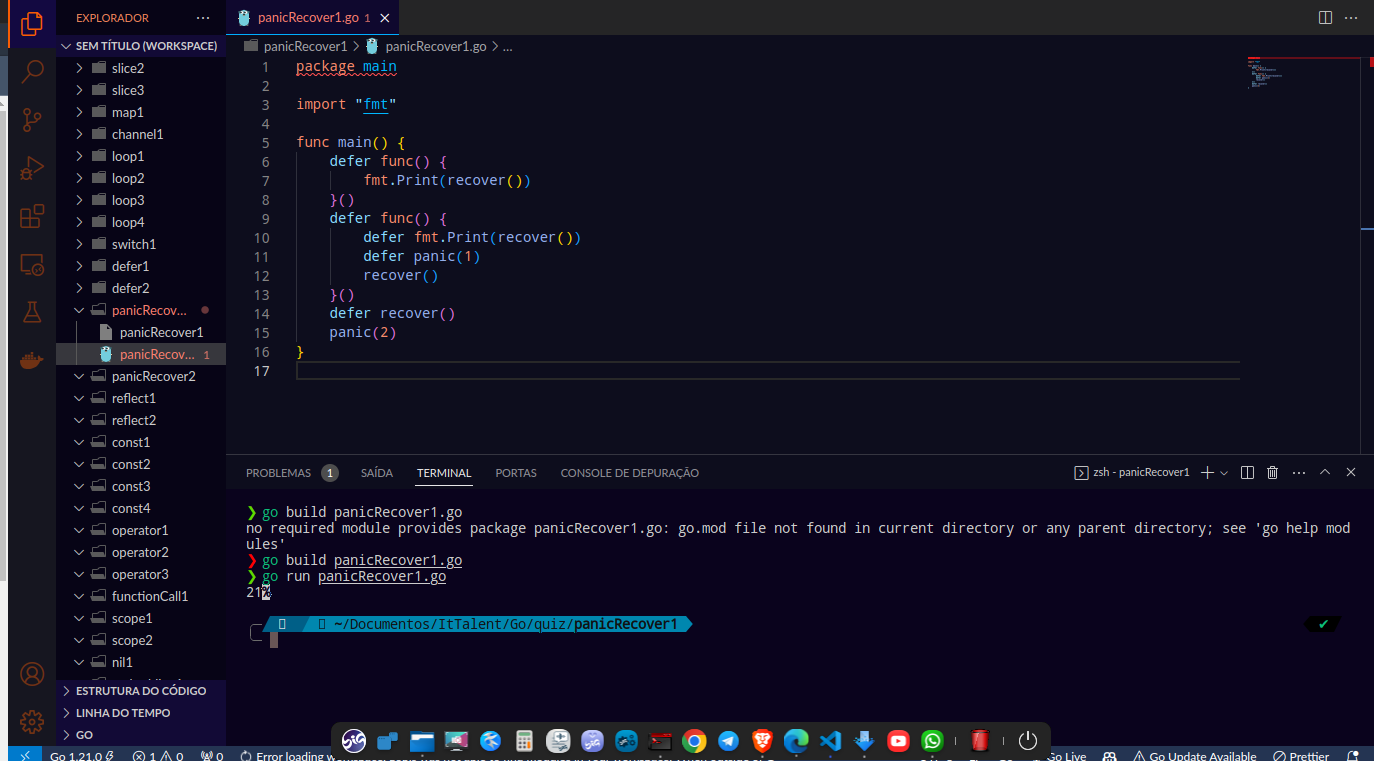 EXPLORADOR
panicRecover1.go 1
SEM TÍTULO (WORKSPACE)
slice2
slice3
map1
channel1
loop1
loop2
loop3
loop4
switch1
defer1
defer2
panicRecov...
panicRecover1
panicRecov... 1
panicRecover2
reflect1
reflect2
const1
const2
const3
const4
operator1
operator2
operator3
functionCall1
scope1
scope2
nil1
ESTRUTURA DO CÓDIGO
LINHA DO TEMPO
GO
panicRecover1 > panicRecover1.go > ...
1 package main
2
3 import "fmt"
4
5 func main() {
6 defer func() {
7 fmt.Print(recover())
8 }()
9 defer func() {
10 defer fmt.Print(recover())
11 defer panic(1)
12 recover()
13 }()
14 defer recover()
15 panic(2)
16 }
17
PROBLEMAS 1 SAÍDA TERMINAL PORTAS CONSOLE DE DEPURAÇÃO
zsh - panicRecover1
❯ go build panicRecover1.go
no required module provides package panicRecover1.go: go.mod file not found in current directory or any parent directory; see 'go help mod
ules'
❯ go build panicRecover1.go
❯ go run panicRecover1.go
21%
~/Documentos/ItTalent/Go/quiz/panicRecover1
Go 1.21.0 1 0 0 Error loading Go Live Go Update Available Prettier